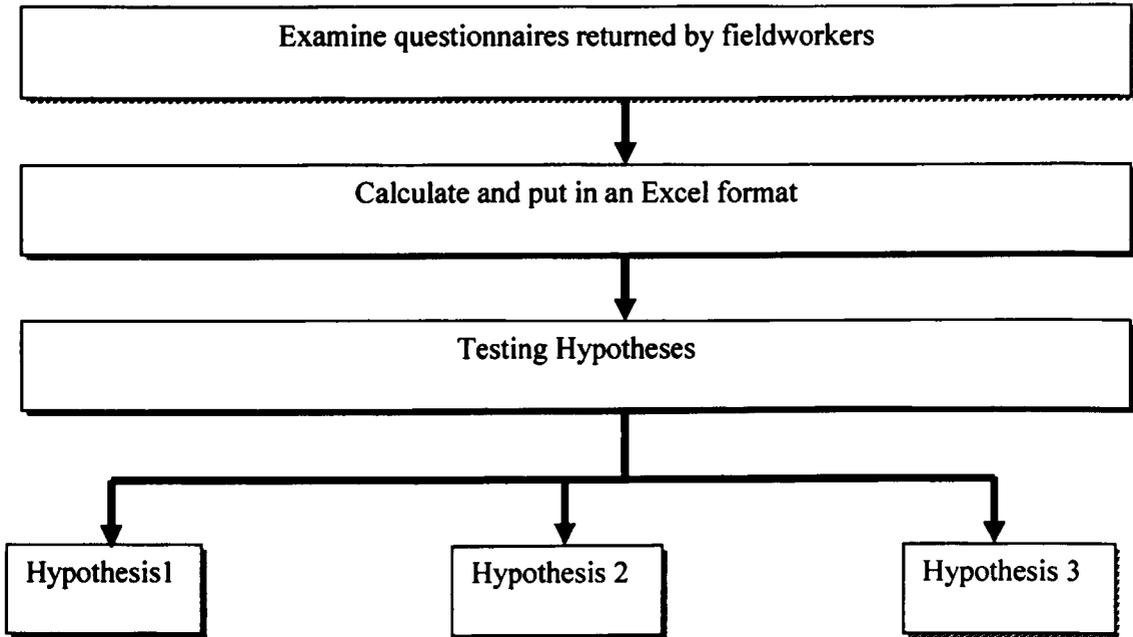 Examine questionnaires returned by fieldworkers
Calculate and put in an Excel format
Testing Hypotheses
Hypothesis1
Hypothesis 2
Hypothesis 3